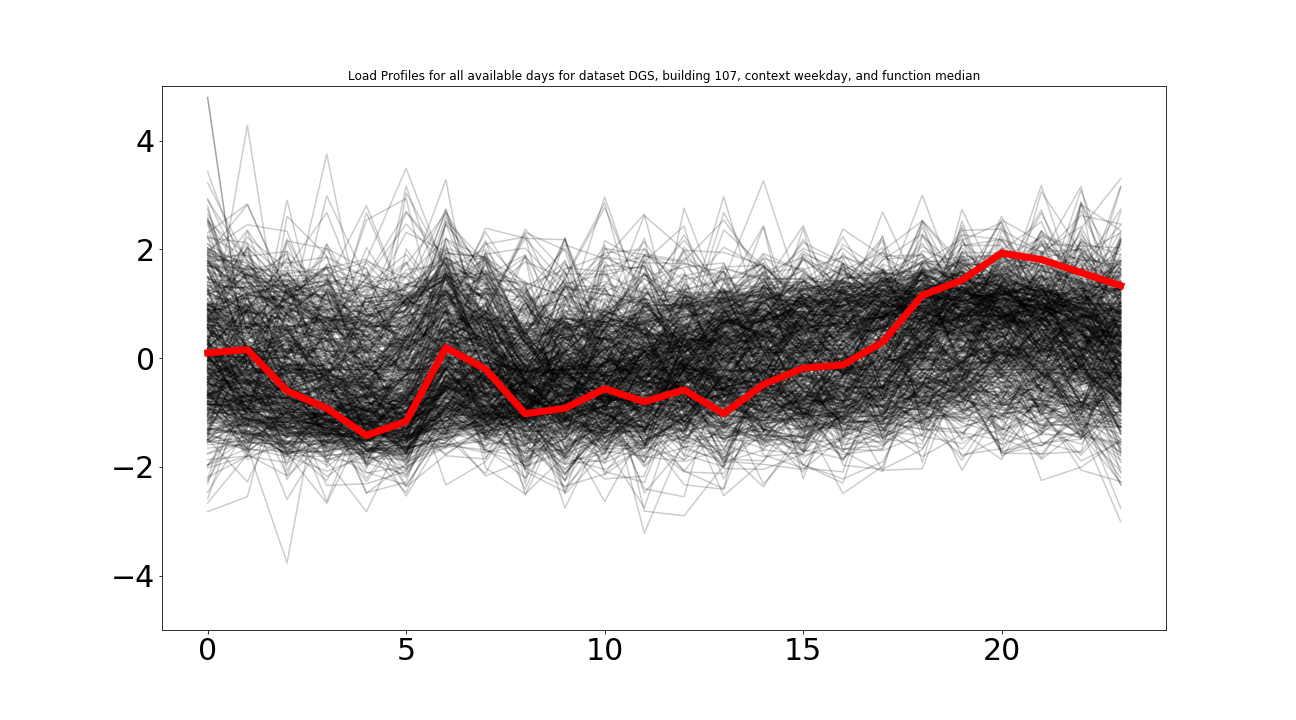 Load Profiles for all available days for dataset DGS, building 107, context weekday, and function median
4
2
0
−2
−4
0 5 10 15 20